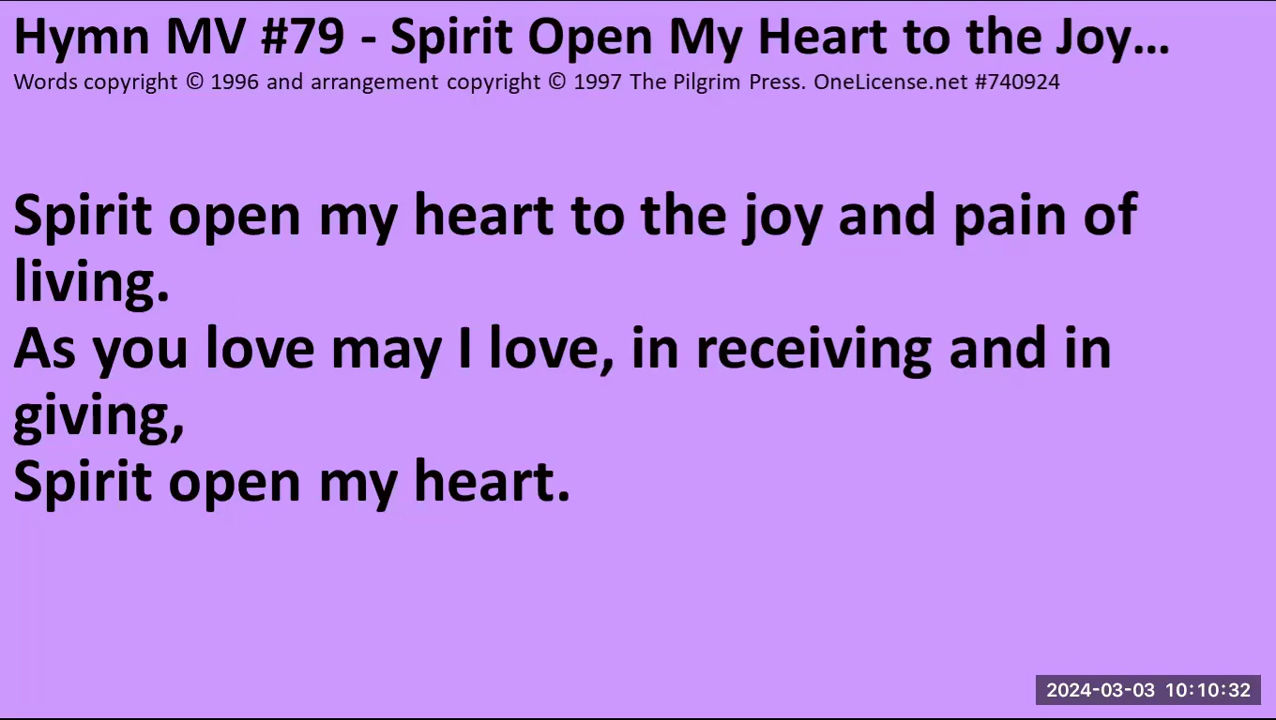 Hymn MV #79 - Spirit Open My Heart to the Joy...
Words copyright © 1996 and arrangement copyright © 1997 The Pilgrim Press. OneLicense.net #740924
Spirit open my heart to the joy and pain of
living.
As you love may I love, in receiving and in
giving,
Spirit open my heart.
2024-03-03 10:10:32